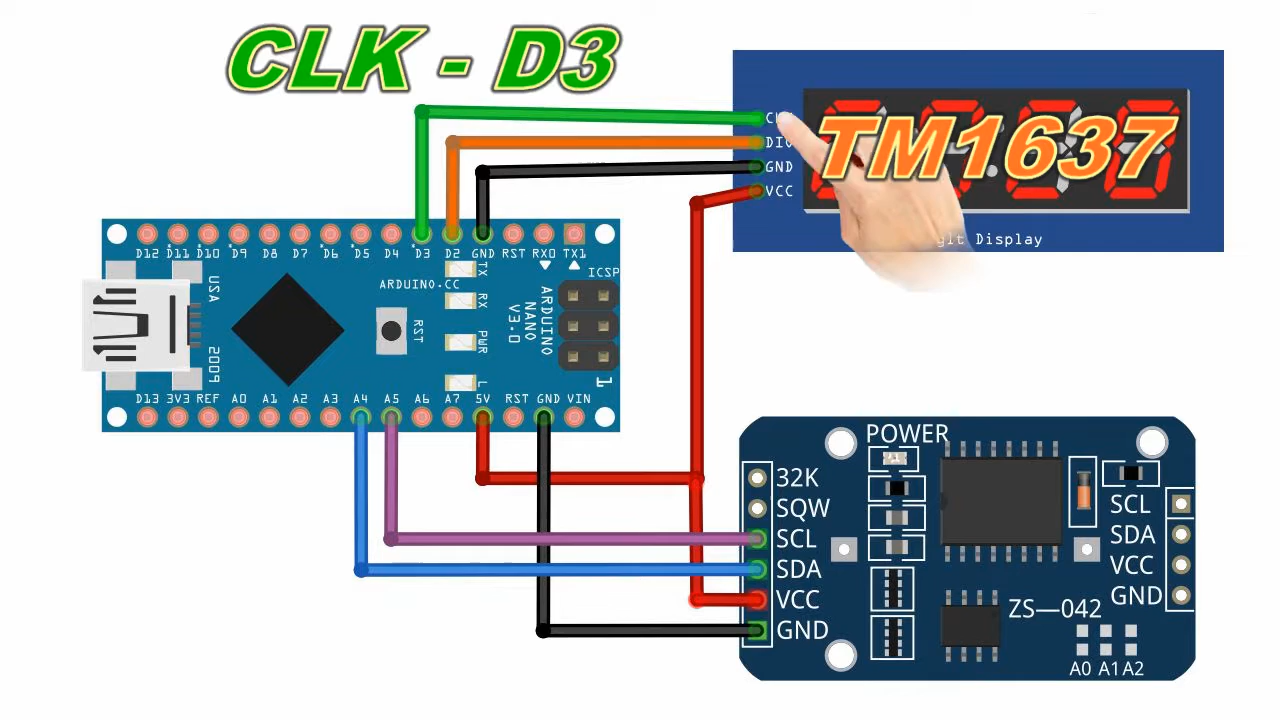 CLK - D3
TM1637
DIO
GND
VCC
git Display
D12 D11 D10 D9 D8 D7 D6 D5 D4 D3 D2 GND RST RX0 TX1
TX
RX
PWR
L
ARDUINO.CC
RST
ICSP
ARDUINO
NANO
V3.0
1
USA
2009
D13 3V3 REF A0 A1 A2 A3 A4 A5 A6 A7 5V RST GND VIN
POWER
32K
SQW
SCL
SDA
VCC
GND
SCL
SDA
VCC
GND
ZS—042
A0 A1 A2